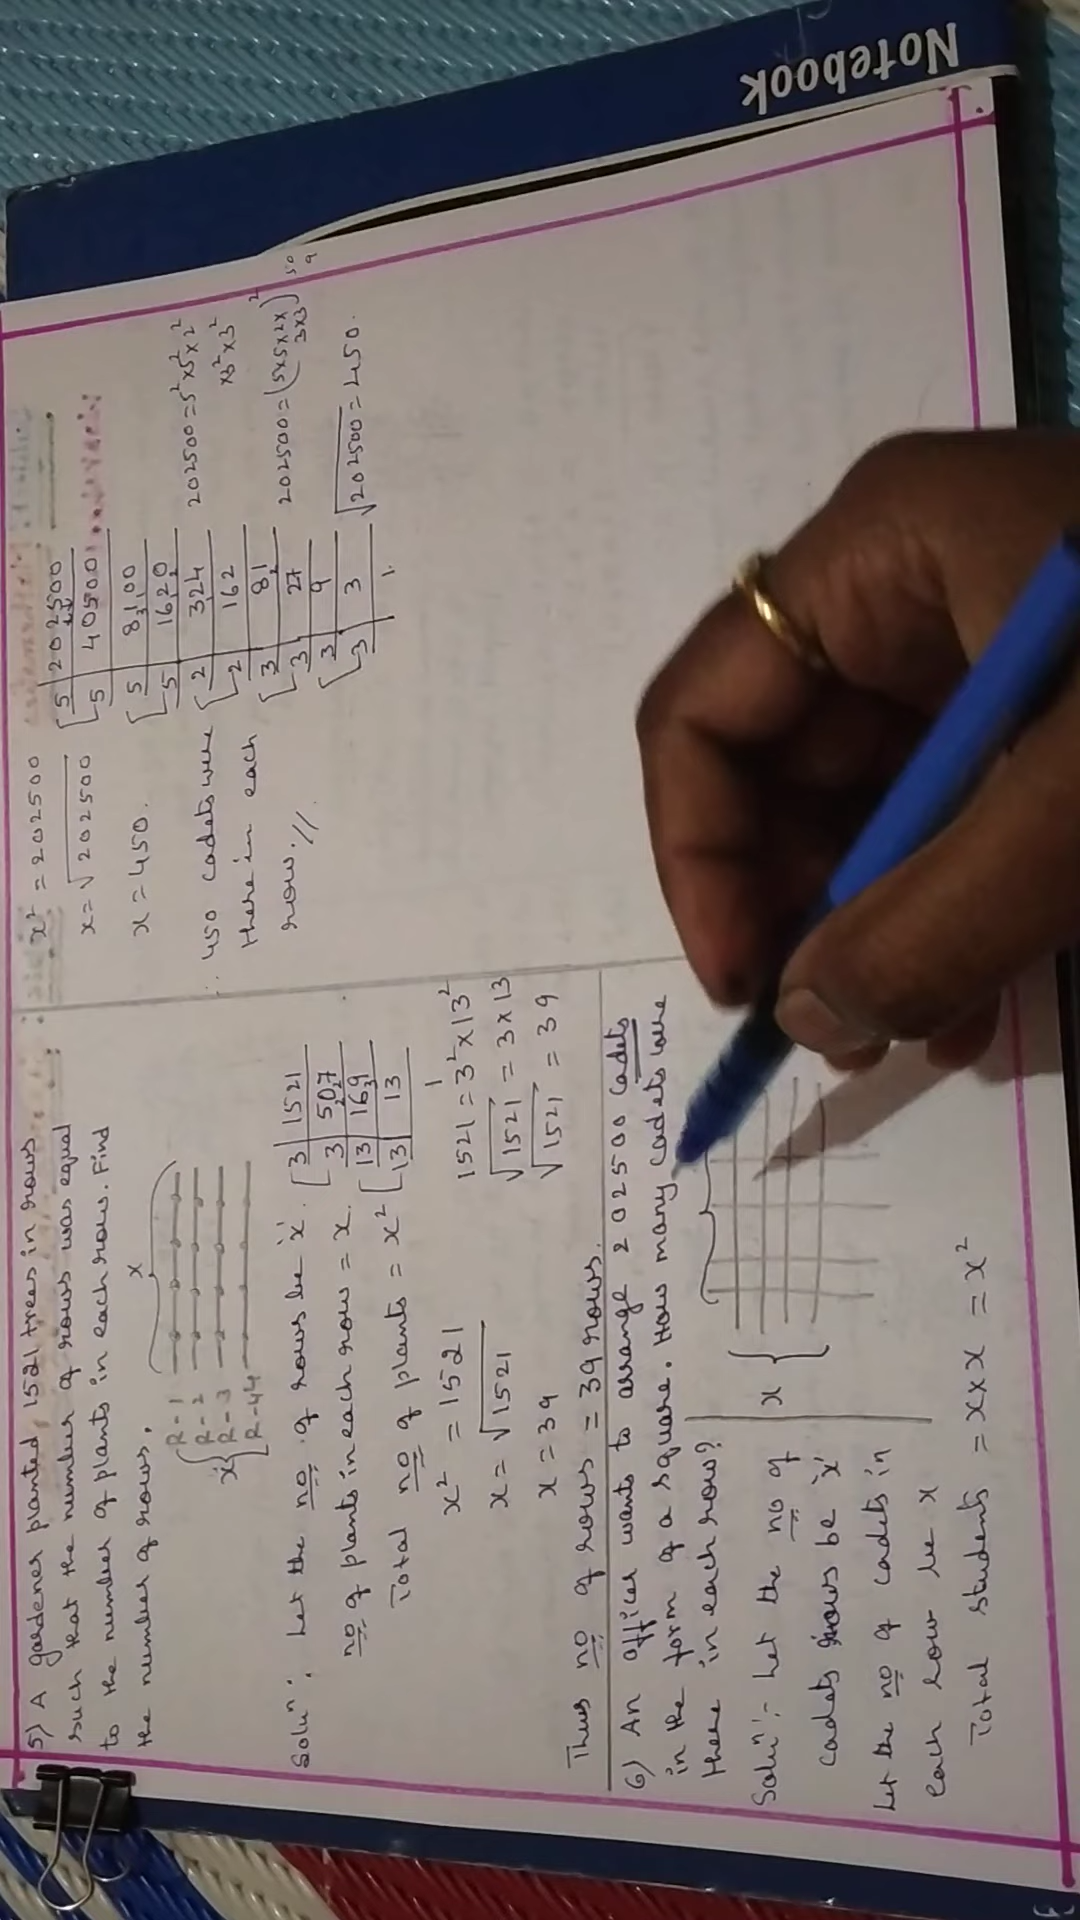 Notebook
5) A gardener planted 1521 trees in rows
such that the number of rows was equal
to the number of plants in each row. Find
the number of rows.
x
R-1
R-2
x R-3
R-44
Soluⁿ: Let the no of rows be 'x'.
no of plants in each row = x.
Total no of plants = x²
x² = 1521
x = √1521
x = 39
3 1521
3 507
13 169
13 13
1
1521 = 3² x 13²
√1521 = 3 x 13
√1521 = 39
Thus no of rows = 39 rows.
6) An officer wants to arrange 202500 cadets
in the form of a square. How many cadets were
there in each row?
Soluⁿ:- Let the no of
cadets rows be 'x'
Let the no of cadets in
each row be x
Total students = x x x = x²
x
x² = 202500
x = √202500
x = 450.
∴ 450 cadets were
there in each
row. //
5 202500
5 40500
5 8100
5 1620
2 324
2 162
3 81
3 27
3 9
3 3
1.
202500 = 5² x 5² x 2²
x 3² x 3²
202500 = (5 x 5 x 2 x
3 x 3)²
50
9
√202500 = 450.